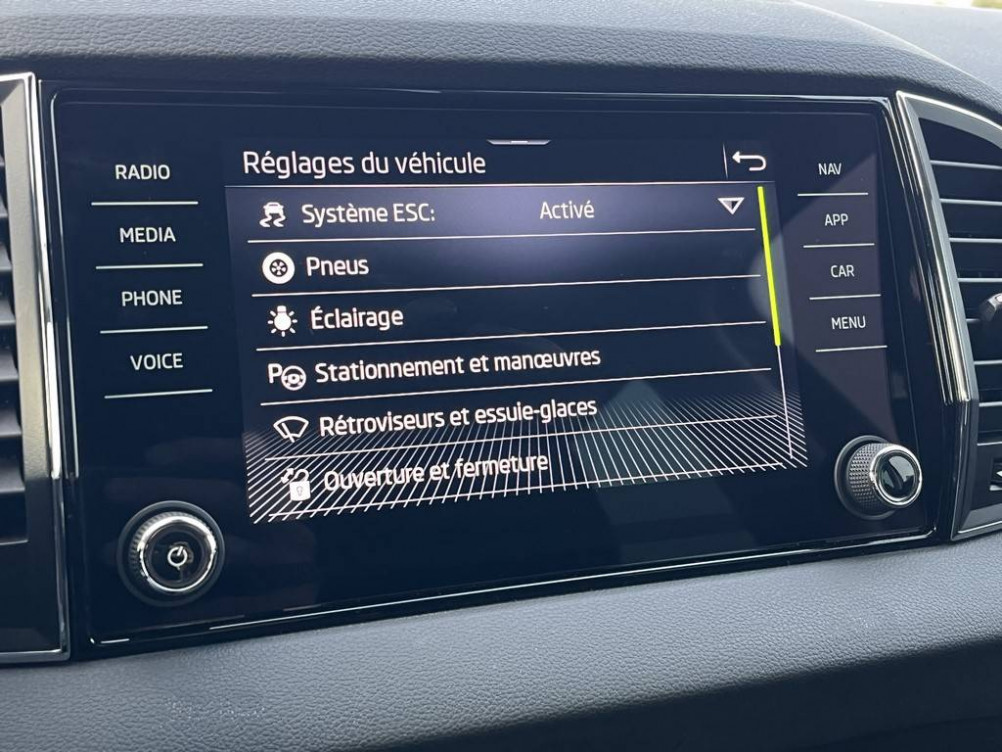 RADIO
MEDIA
PHONE
VOICE
Réglages du véhicule
Système ESC: Activé
Pneus
Éclairage
P Stationnement et manœuvres
Rétroviseurs et essuie-glaces
Ouverture et fermeture
NAV
APP
CAR
MENU